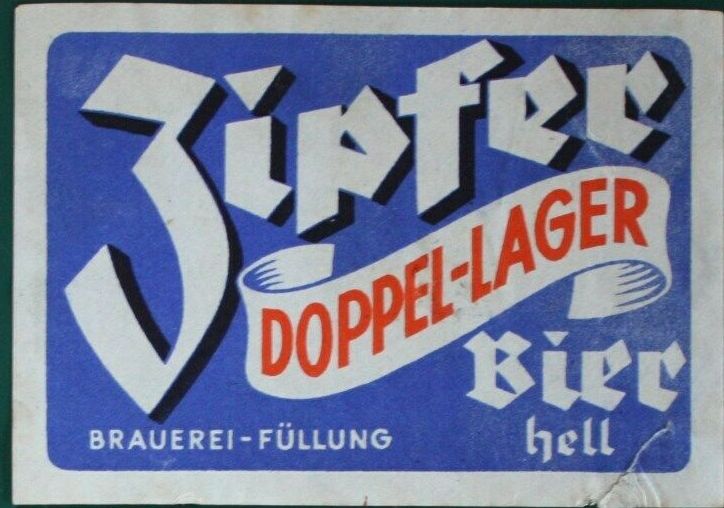 Zipfer
DOPPEL-LAGER
Bier
hell
BRAUEREI-FÜLLUNG